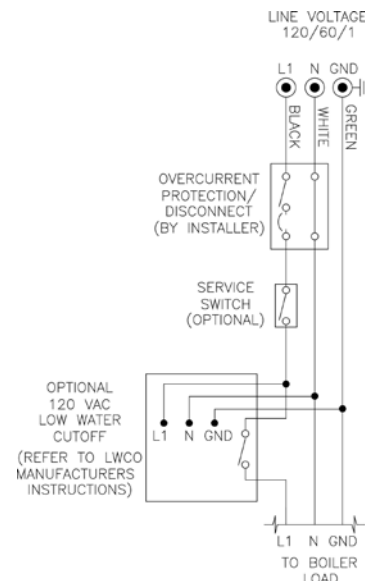 LINE VOLTAGE
120/60/1
L1 N GND
BLACK
WHITE
GREEN
OVERCURRENT
PROTECTION/
DISCONNECT
(BY INSTALLER)
SERVICE
SWITCH
(OPTIONAL)
OPTIONAL
120 VAC
LOW WATER
CUTOFF
(REFER TO LWCO
MANUFACTURERS
INSTRUCTIONS)
L1 N GND
L1 N GND
TO BOILER
LOAD